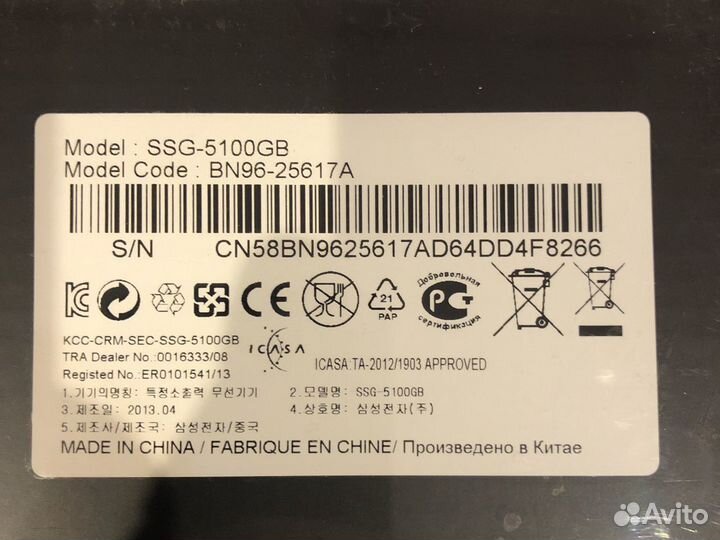 Model : SSG-5100GB
Model Code : BN96-25617A
S/N CN58BN9625617AD64DD4F8266
Добровольная
РСТ
сертификация
21
PAP
KCC-CRM-SEC-SSG-5100GB
TRA Dealer No.:0016333/08
Registed No.:ER0101541/13
ICASA
ICASA:TA-2012/1903 APPROVED
1.기기의명칭: 특정소출력 무선기기 2.모델명: SSG-5100GB
3.제조일: 2013.04 4.상호명: 삼성전자(주)
5.제조사/제조국: 삼성전자/중국
MADE IN CHINA / FABRIQUE EN CHINE/ Произведено в Китае
Avito